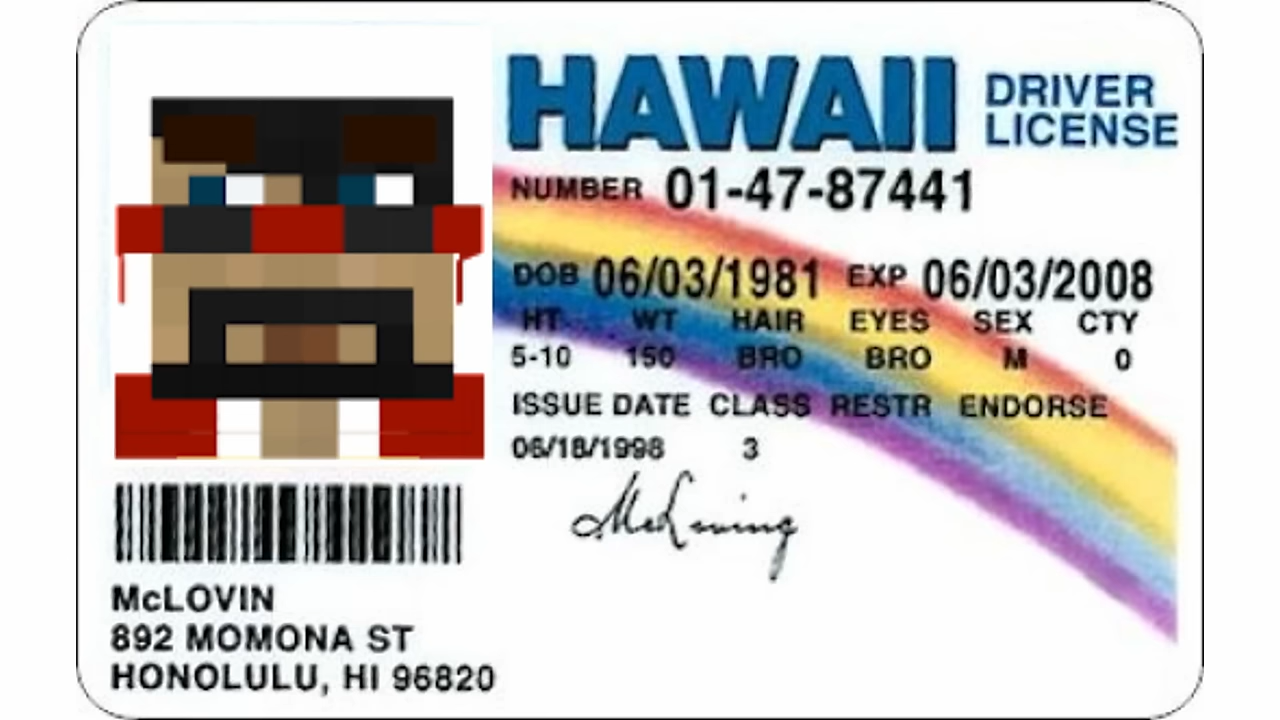 HAWAII DRIVER LICENSE
NUMBER 01-47-87441
DOB 06/03/1981 EXP 06/03/2008
HT WT HAIR EYES SEX CTY
5-10 150 BRO BRO M 0
ISSUE DATE CLASS RESTR ENDORSE
06/18/1998 3
McLoving
McLOVIN
892 MOMONA ST
HONOLULU, HI 96820